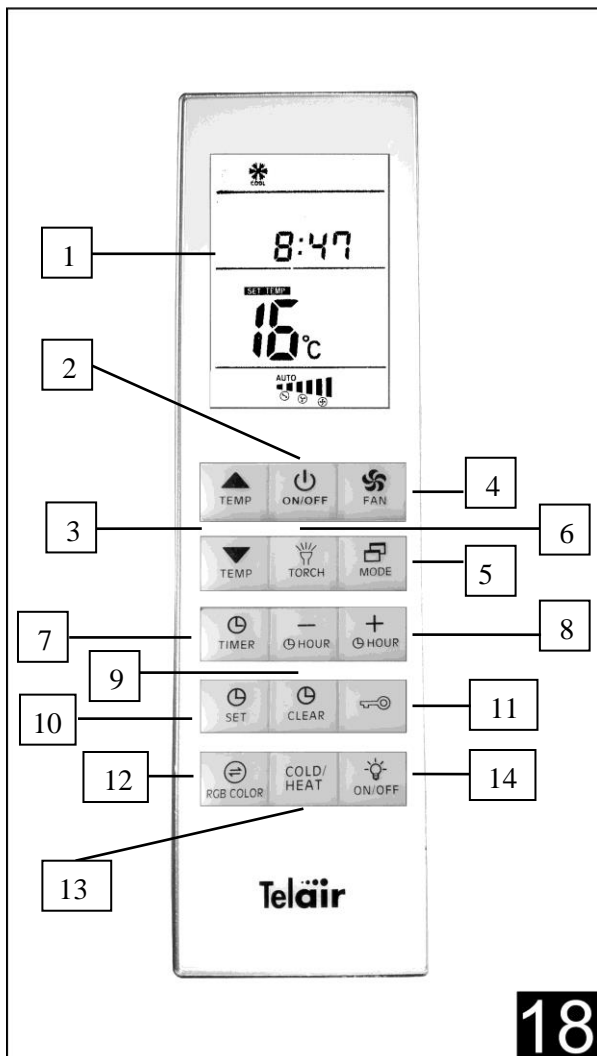 COOL
8:47
1
SET TEMP
16°C
2
AUTO
TEMP ON/OFF FAN
4
3
6
TEMP TORCH MODE
5
7
TIMER HOUR HOUR
8
9
10
SET CLEAR
11
12
RGB COLOR COLD/ HEAT ON/OFF
14
13
Telair
18